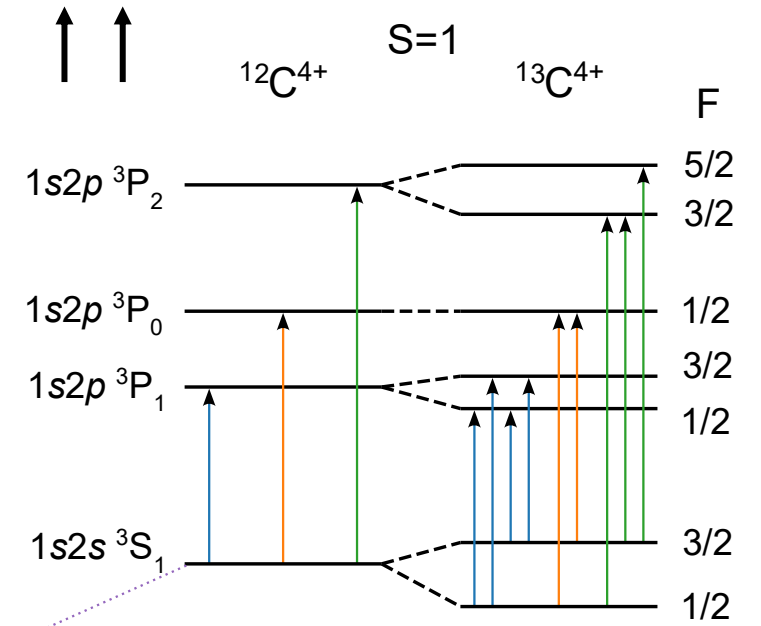 S=1
¹²C⁴⁺ ¹³C⁴⁺
F
1s2p ³P₂ 5/2
3/2
1s2p ³P₀ 1/2
1s2p ³P₁ 3/2
1/2
1s2s ³S₁ 3/2
1/2